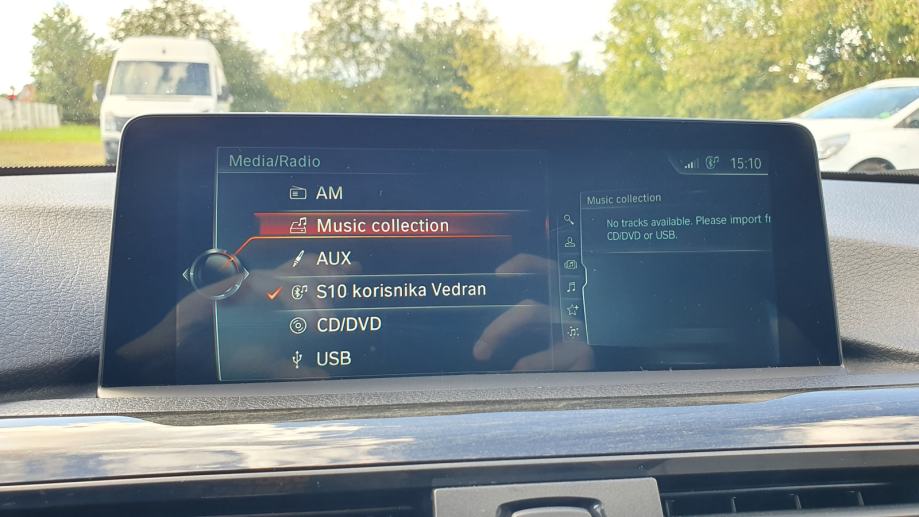 Media/Radio
15:10
AM
Music collection
AUX
S10 korisnika Vedran
CD/DVD
USB
Music collection
No tracks available. Please import fr
CD/DVD or USB.